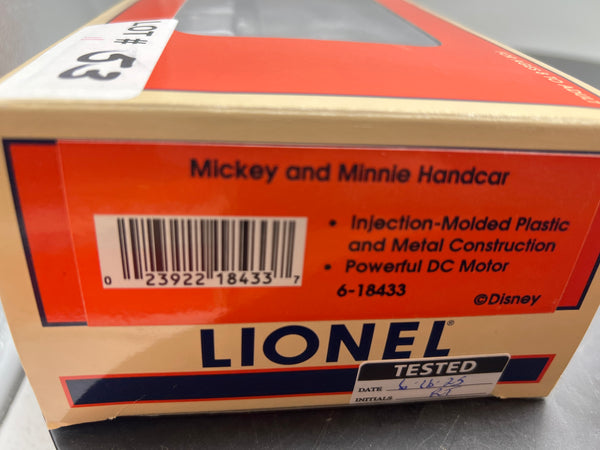 LOT # 53
Mickey and Minnie Handcar
• Injection-Molded Plastic
and Metal Construction
• Powerful DC Motor
6-18433
©Disney
0 23922 18433 7
LIONEL®
TESTED
DATE 6-16-25
INITIALS